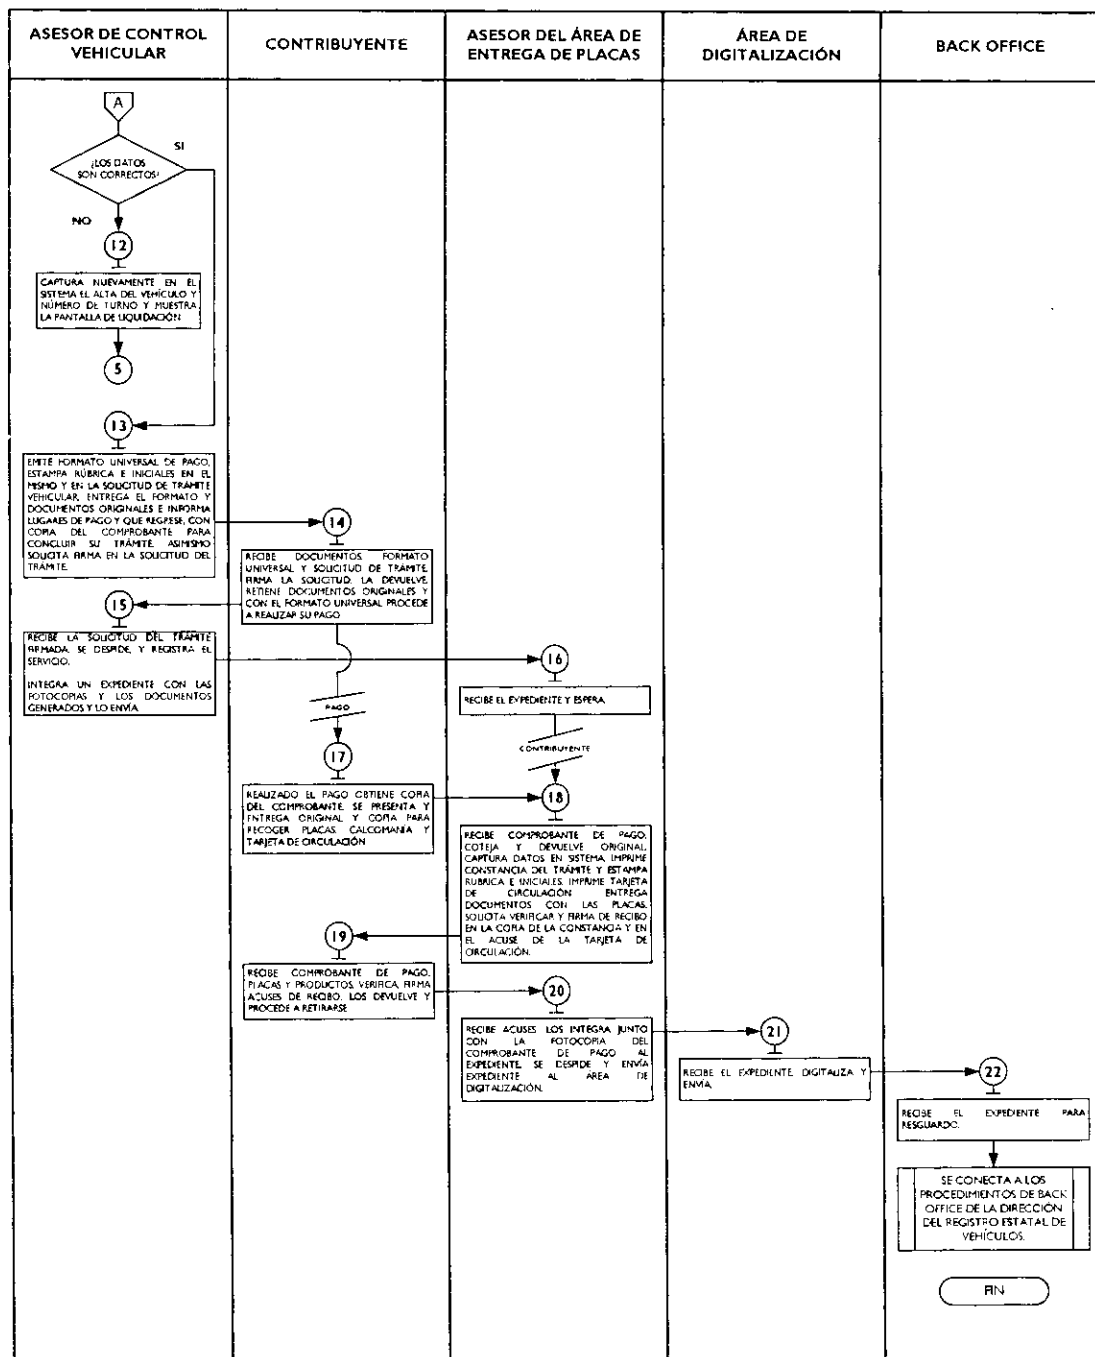 ASESOR DE CONTROL
VEHICULAR
CONTRIBUYENTE
ASESOR DEL ÁREA DE
ENTREGA DE PLACAS
ÁREA DE
DIGITALIZACIÓN
BACK OFFICE
A
¿LOS DATOS
SON CORRECTOS?
SI
NO
12
CAPTURA NUEVAMENTE EN EL
SISTEMA EL ALTA DEL VEHÍCULO Y
NÚMERO DE TURNO Y MUESTRA
LA PANTALLA DE LIQUIDACIÓN
5
13
EMITE FORMATO UNIVERSAL DE PAGO,
ESTAMPA RÚBRICA E INICIALES EN EL
MISMO Y EN LA SOLICITUD DE TRÁMITE
VEHICULAR, ENTREGA EL FORMATO Y
DOCUMENTOS ORIGINALES E INFORMA
LUGARES DE PAGO Y QUE REGRESE, CON
COPIA DEL COMPROBANTE PARA
CONCLUIR SU TRÁMITE. ASIMISMO
SOLICITA FIRMA EN LA SOLICITUD DEL
TRÁMITE.
14
RECIBE DOCUMENTOS FORMATO
UNIVERSAL Y SOLICITUD DE TRÁMITE,
FIRMA LA SOLICITUD, LA DEVUELVE
RETIENE DOCUMENTOS ORIGINALES Y
CON EL FORMATO UNIVERSAL PROCEDE
A REALIZAR SU PAGO
15
RECIBE LA SOLICITUD DEL TRÁMITE
FIRMADA, SE DESPIDE, Y REGISTRA EL
SERVICIO.
INTEGRA UN EXPEDIENTE CON LAS
FOTOCOPIAS Y LOS DOCUMENTOS
GENERADOS Y LO ENVÍA.
16
RECIBE EL EXPEDIENTE Y ESPERA
PAGO
CONTRIBUYENTE
17
REALIZADO EL PAGO OBTIENE COPIA
DEL COMPROBANTE, SE PRESENTA Y
ENTREGA ORIGINAL Y COPIA PARA
RECOGER PLACAS, CALCOMANÍA Y
TARJETA DE CIRCULACIÓN
18
RECIBE COMPROBANTE DE PAGO,
COTEJA Y DEVUELVE ORIGINAL,
CAPTURA DATOS EN SISTEMA, IMPRIME
CONSTANCIA DEL TRÁMITE Y ESTAMPA
RÚBRICA E INICIALES, IMPRIME TARJETA
DE CIRCULACIÓN ENTREGA
DOCUMENTOS CON LAS PLACAS,
SOLICITA VERIFICAR Y FIRMA DE RECIBO
EN LA COPIA DE LA CONSTANCIA Y EN
EL ACUSE DE LA TARJETA DE
CIRCULACIÓN.
19
RECIBE COMPROBANTE DE PAGO,
PLACAS Y PRODUCTOS, VERIFICA, FIRMA
ACUSES DE RECIBO, LOS DEVUELVE Y
PROCEDE A RETIRARSE
20
RECIBE ACUSES LOS INTEGRA JUNTO
CON LA FOTOCOPIA DEL
COMPROBANTE DE PAGO AL
EXPEDIENTE, SE DESPIDE Y ENVÍA
EXPEDIENTE AL ÁREA DE
DIGITALIZACIÓN.
21
RECIBE EL EXPEDIENTE, DIGITALIZA Y
ENVÍA.
22
RECIBE EL EXPEDIENTE PARA
RESGUARDO.
SE CONECTA A LOS
PROCEDIMIENTOS DE BACK
OFFICE DE LA DIRECCIÓN
DEL REGISTRO ESTATAL DE
VEHÍCULOS.
FIN